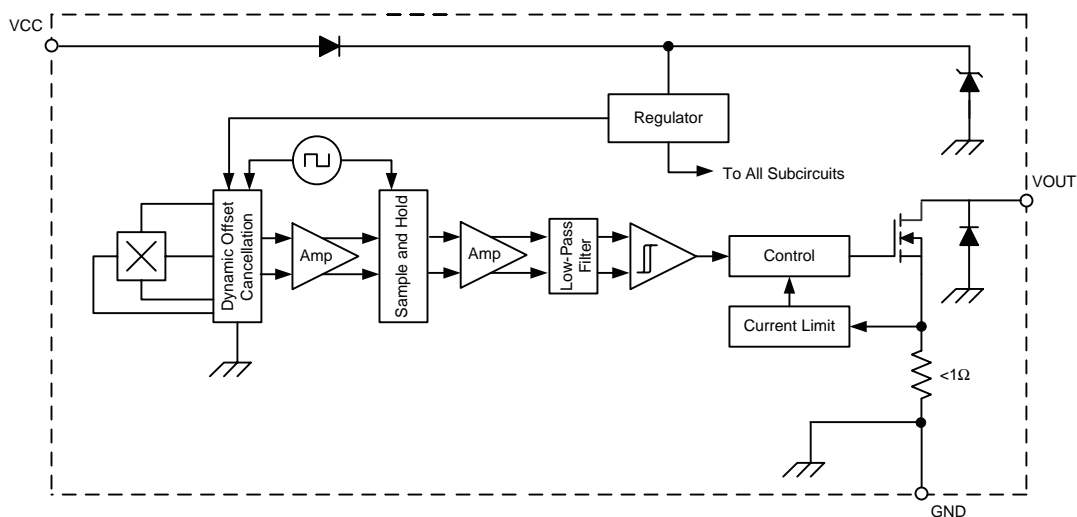 VCC
Regulator
To All Subcircuits
VOUT
Dynamic Offset
Cancellation
Amp
Sample and Hold
Amp
Low-Pass
Filter
Control
Current Limit
<1Ω
GND